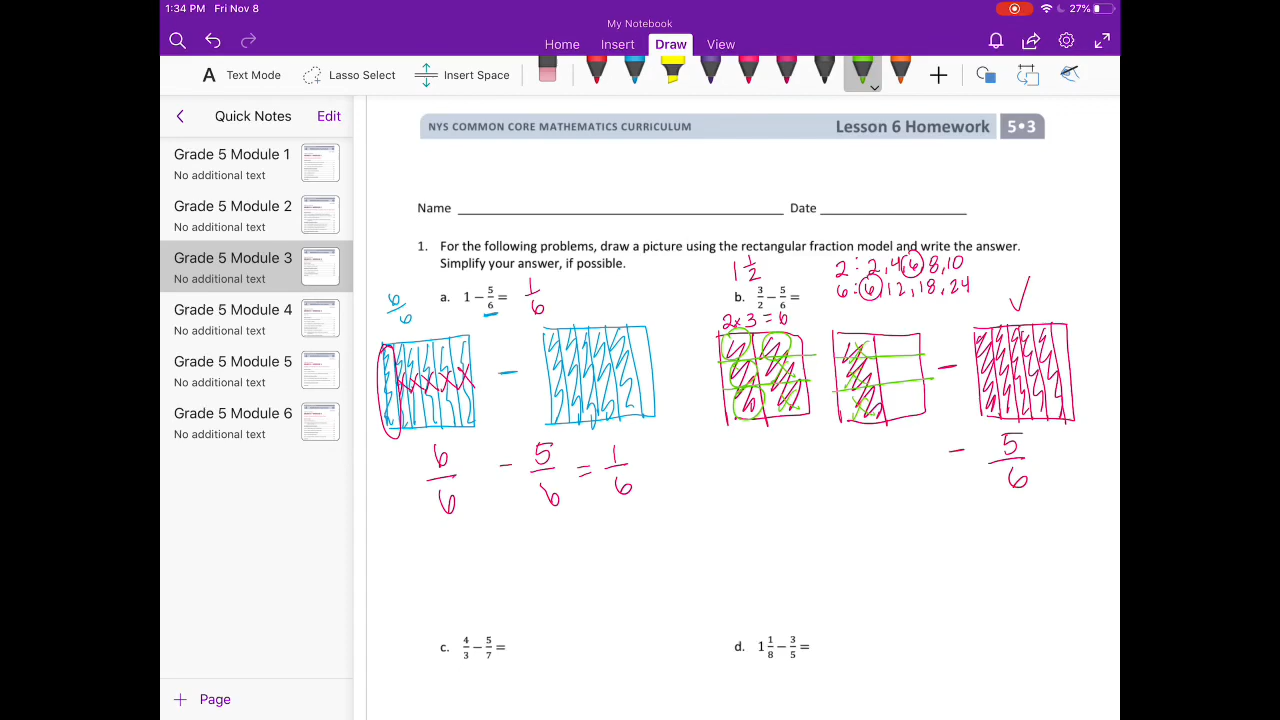 1:34 PM Fri Nov 8
27%
My Notebook
Home Insert Draw View
A Text Mode Lasso Select Insert Space
Quick Notes Edit
Grade 5 Module 1
No additional text
Grade 5 Module 2
No additional text
Grade 5 Module 3
No additional text
Grade 5 Module 4
No additional text
Grade 5 Module 5
No additional text
Grade 5 Module 6
No additional text
+ Page
NYS COMMON CORE MATHEMATICS CURRICULUM Lesson 6 Homework 5•3
Name Date
1. For the following problems, draw a picture using the rectangular fraction model and write the answer.
Simplify your answer, if possible.
1 1/2
2: 2, 4, 6, 8, 10
6: 6, 12, 18, 24
a. 1 − 5/6 = 1/6
b. 3/2 − 5/6 =
6/6
2×3 = 6
− −
6/6 − 5/6 = 1/6
− 5/6
c. 4/3 − 5/7 =
d. 1 1/8 − 3/5 =